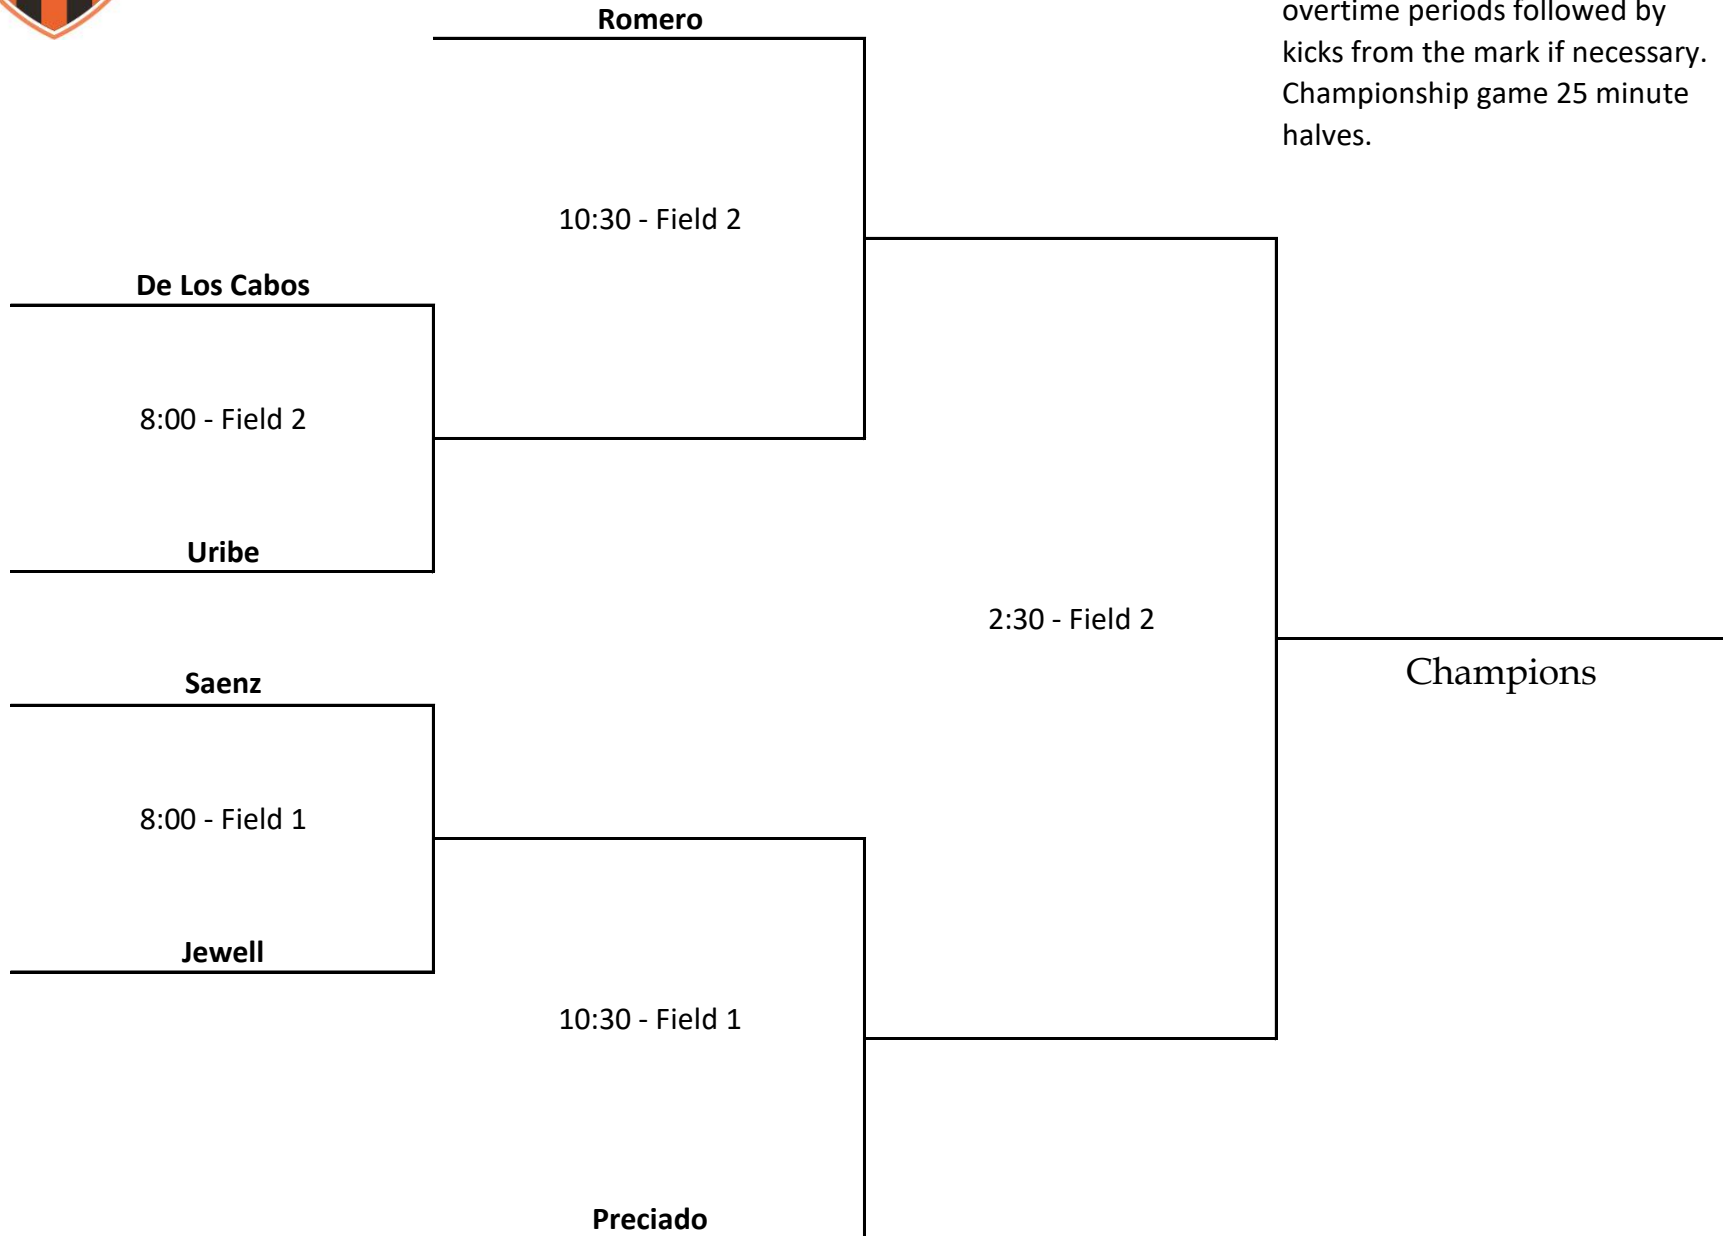 Romero
overtime periods followed by
kicks from the mark if necessary.
Championship game 25 minute
halves.
10:30 - Field 2
De Los Cabos
8:00 - Field 2
Uribe
2:30 - Field 2
Champions
Saenz
8:00 - Field 1
Jewell
10:30 - Field 1
Preciado